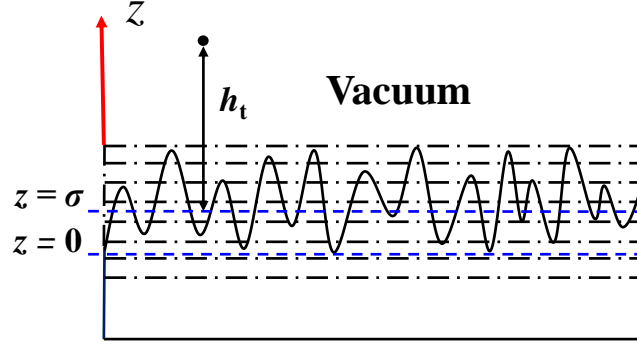 z
h_t
Vacuum
z = σ
z = 0